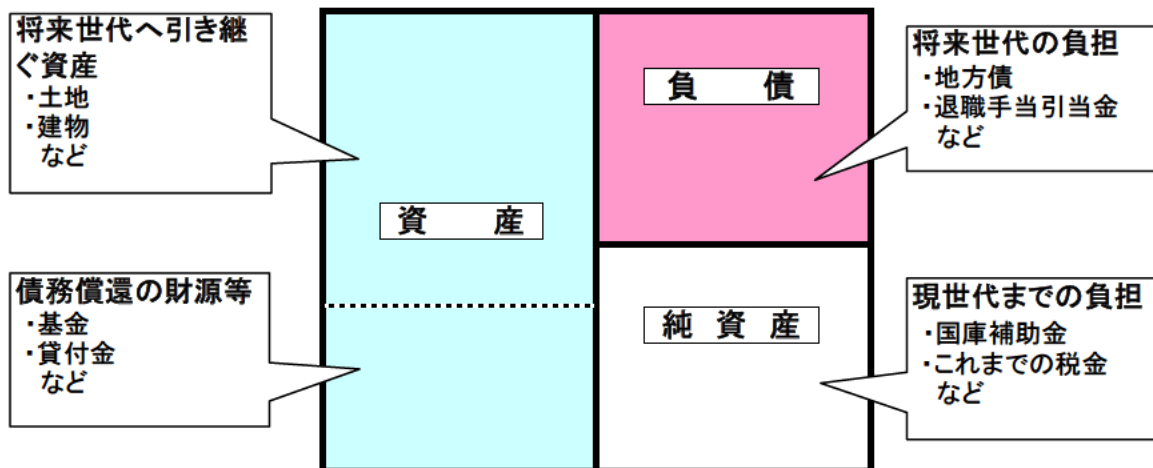 将来世代へ引き継
ぐ資産
・土地
・建物
など
債務償還の財源等
・基金
・貸付金
など
資　産
負　債
純 資 産
将来世代の負担
・地方債
・退職手当引当金
など
現世代までの負担
・国庫補助金
・これまでの税金
など